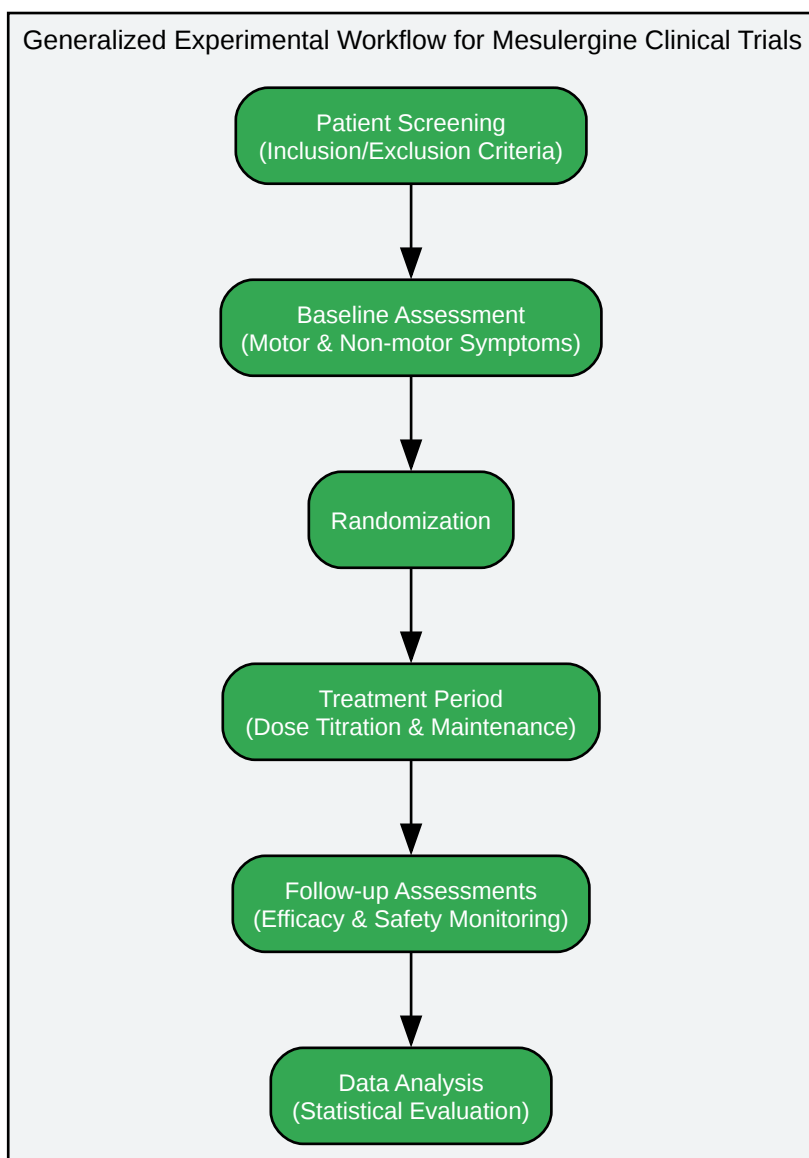 Generalized Experimental Workflow for Mesulergine Clinical Trials
Patient Screening
(Inclusion/Exclusion Criteria)
Baseline Assessment
(Motor & Non-motor Symptoms)
Randomization
Treatment Period
(Dose Titration & Maintenance)
Follow-up Assessments
(Efficacy & Safety Monitoring)
Data Analysis
(Statistical Evaluation)